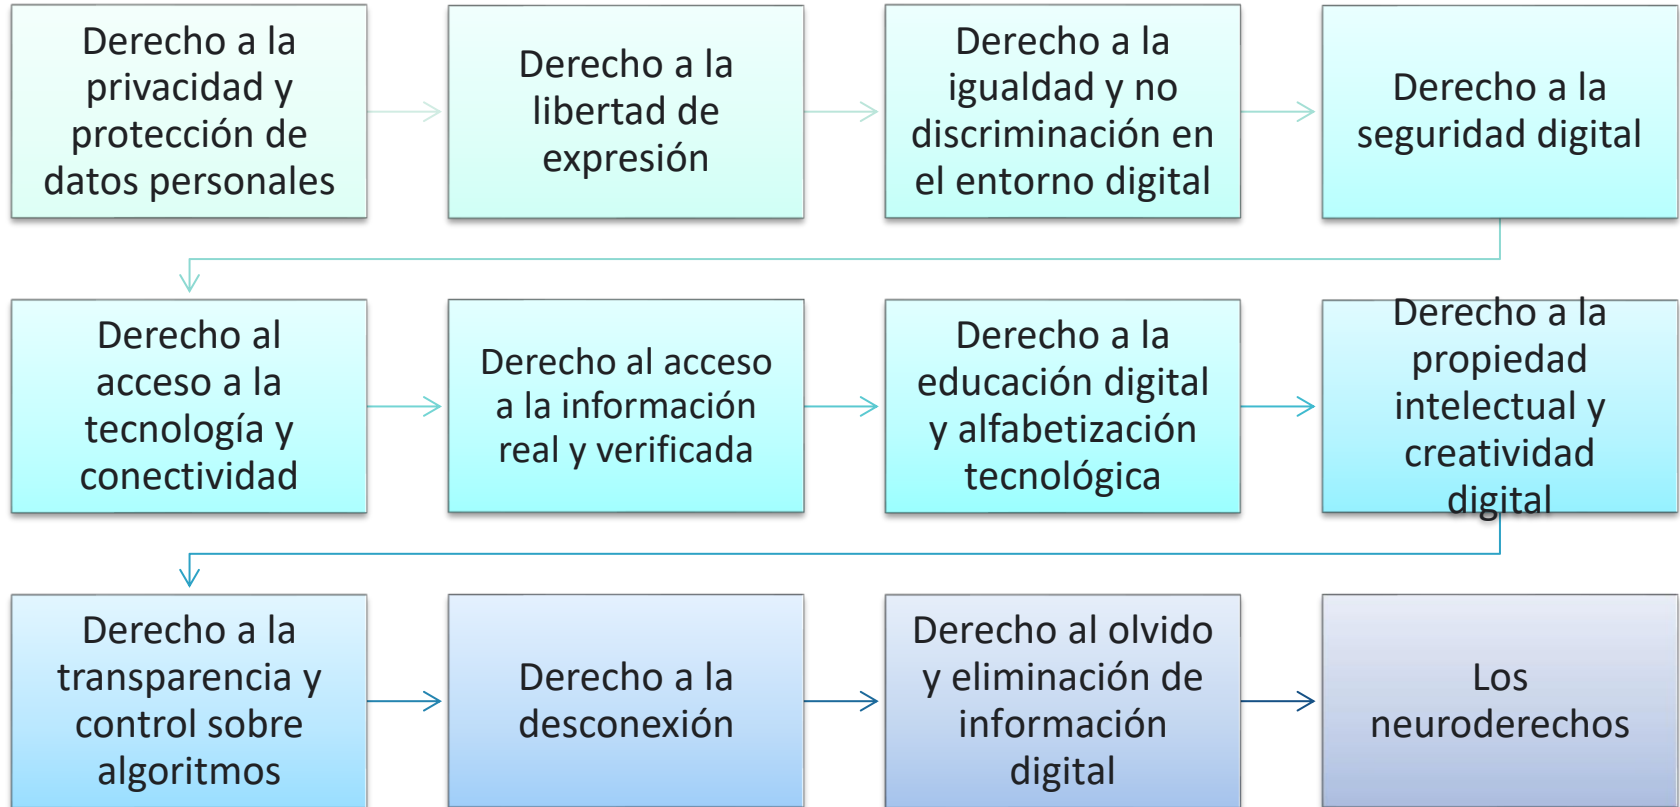 Derecho a la
privacidad y
protección de
datos personales
Derecho a la
libertad de
expresión
Derecho a la
igualdad y no
discriminación en
el entorno digital
Derecho a la
seguridad digital
Derecho al
acceso a la
tecnología y
conectividad
Derecho al acceso
a la información
real y verificada
Derecho a la
educación digital
y alfabetización
tecnológica
Derecho a la
propiedad
intelectual y
creatividad
digital
Derecho a la
transparencia y
control sobre
algoritmos
Derecho a la
desconexión
Derecho al olvido
y eliminación de
información
digital
Los
neuroderechos